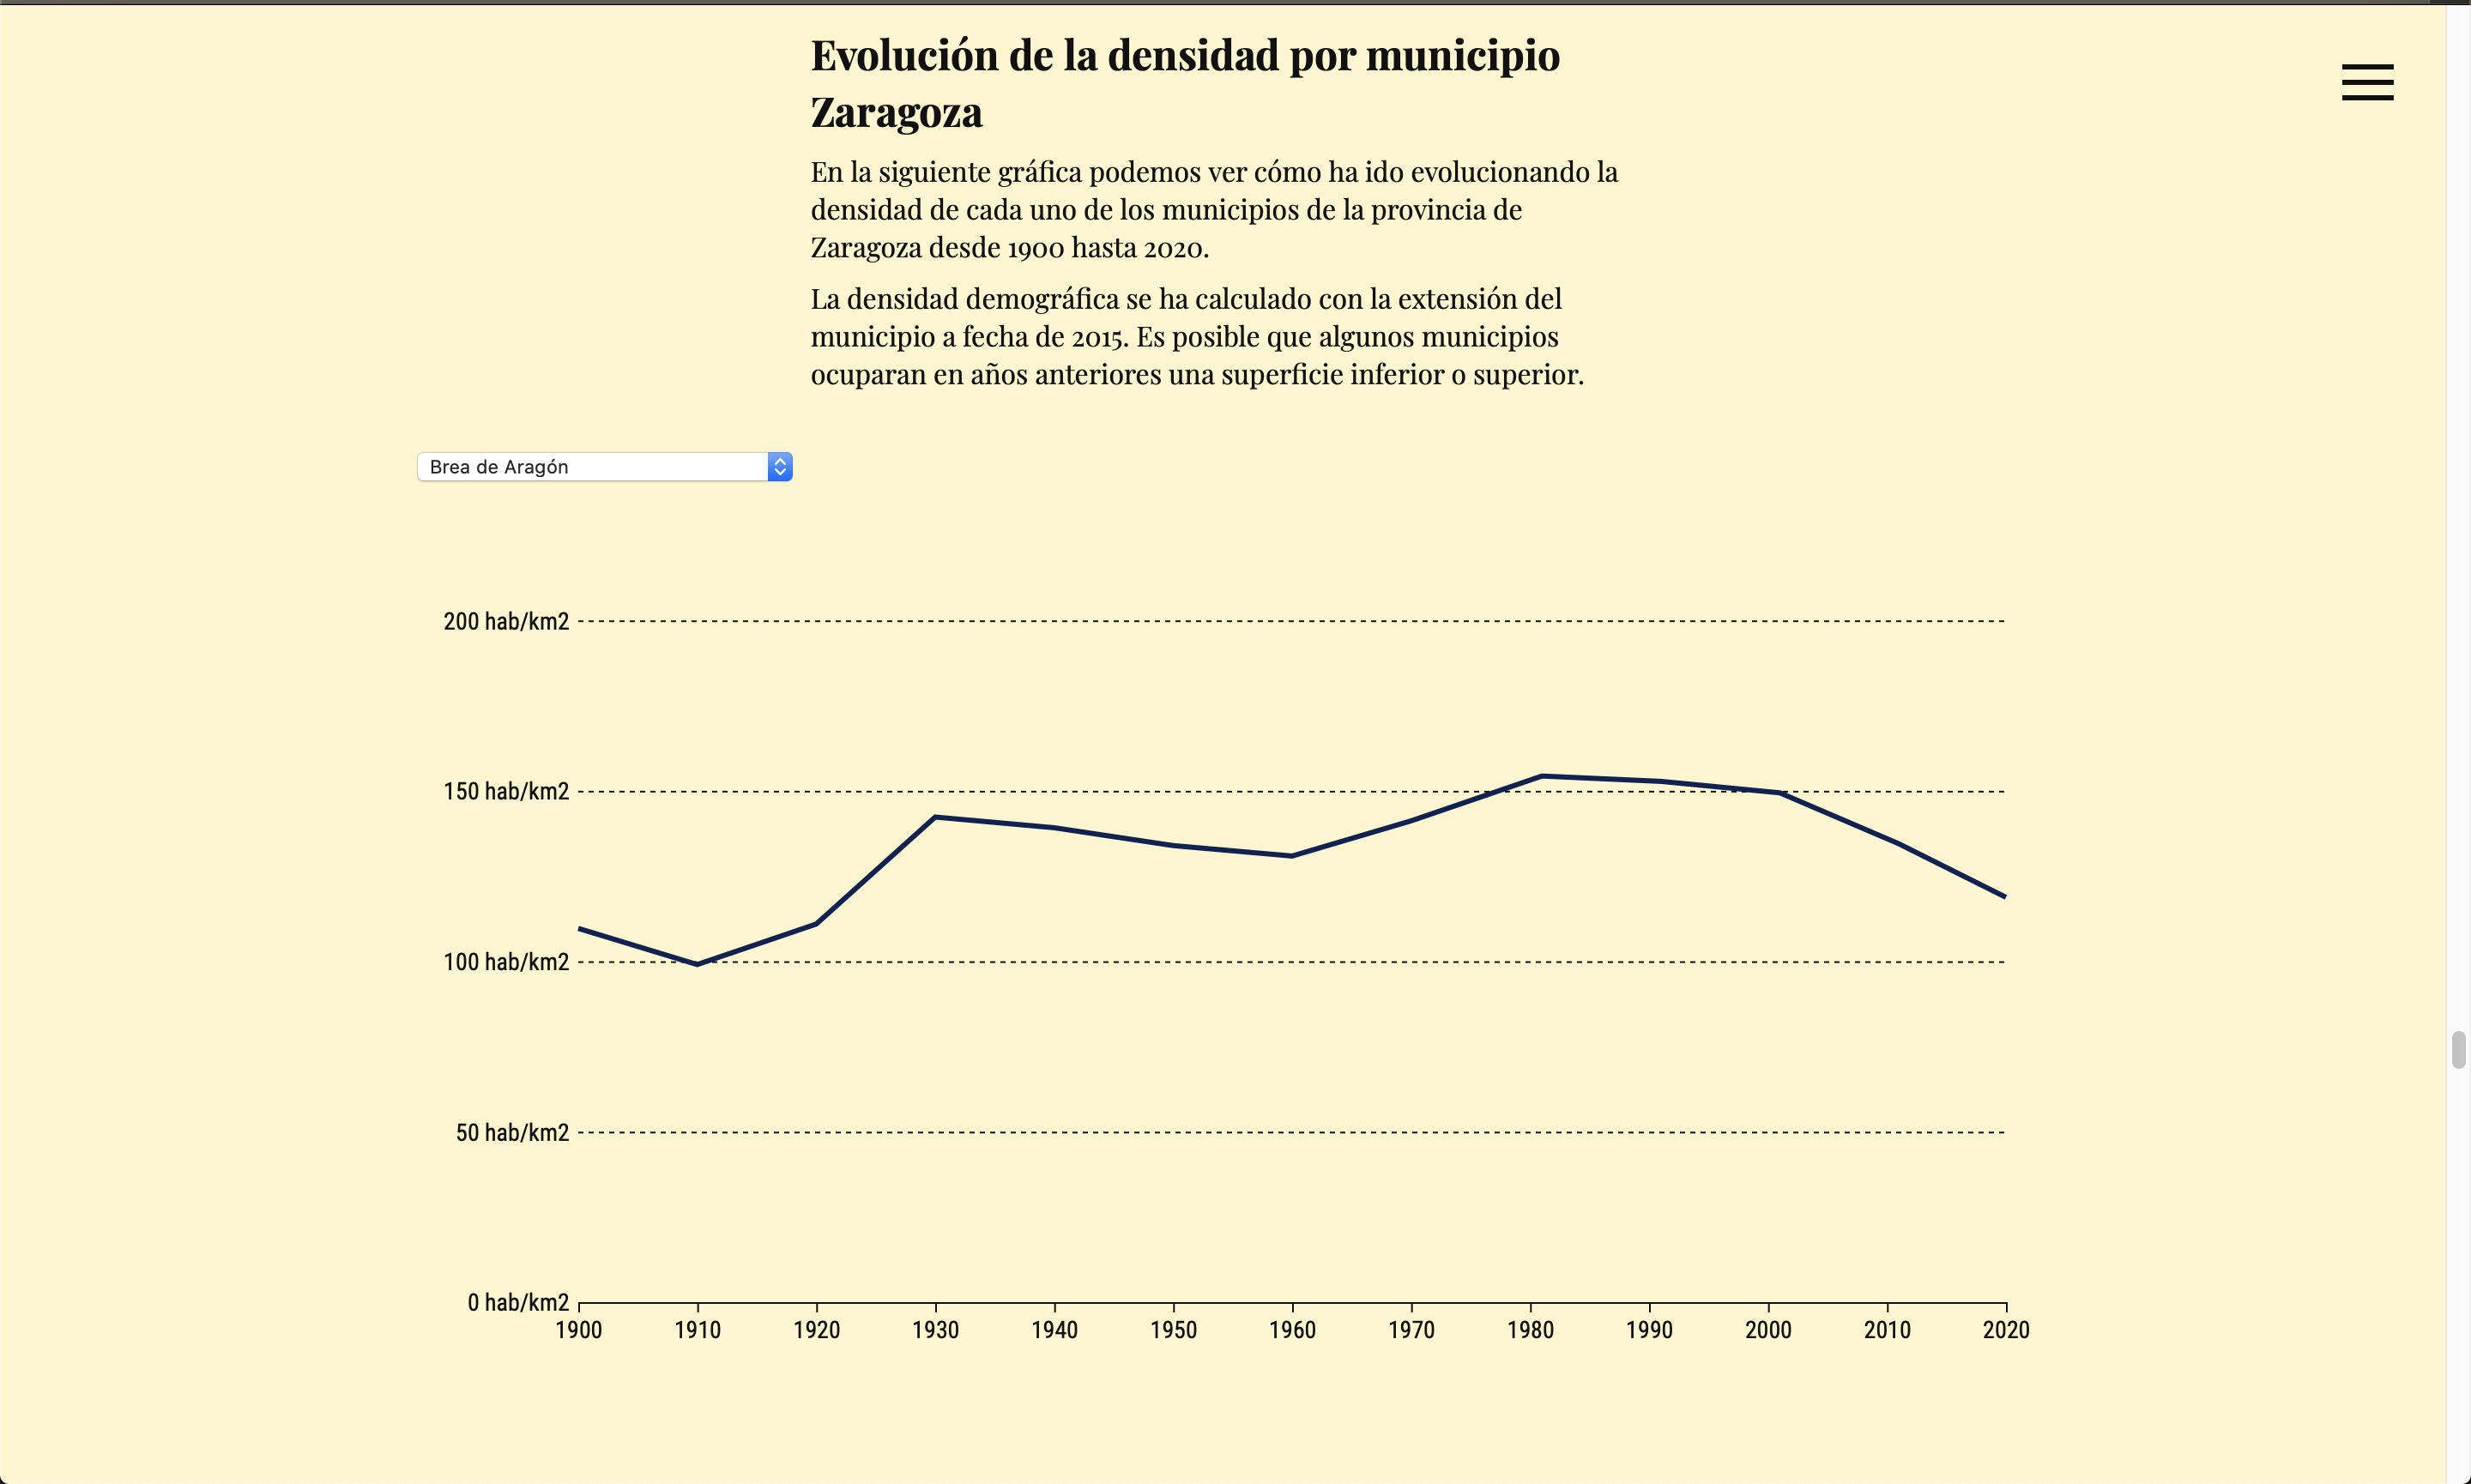 Evolución de la densidad por municipio
Zaragoza
En la siguiente gráfica podemos ver cómo ha ido evolucionando la
densidad de cada uno de los municipios de la provincia de
Zaragoza desde 1900 hasta 2020.
La densidad demográfica se ha calculado con la extensión del
municipio a fecha de 2015. Es posible que algunos municipios
ocuparan en años anteriores una superficie inferior o superior.
Brea de Aragón
200 hab/km2
150 hab/km2
100 hab/km2
50 hab/km2
0 hab/km2
1900 1910 1920 1930 1940 1950 1960 1970 1980 1990 2000 2010 2020